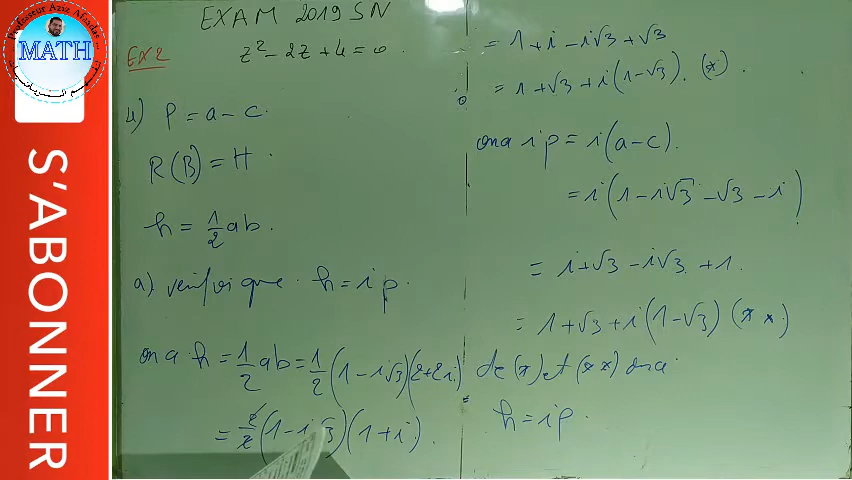 MATH
S'ABONNER
EXAM 2019 SN
EX2
z² - 2z + 4 = 0
4) P = a - c
R(B) = H
h = 1/2 ab
a) verifois que h = ip
on a h = 1/2 ab = 1/2 (1 - i√3)(2 + 2i)
= 2/2 (1 - i√3)(1 + i)
= 1 + i - i√3 + √3
= 1 + √3 + i(1 - √3) (*)
on a ip = i(a - c)
= i(1 - i√3 - √3 - i)
= i + √3 - i√3 + 1
= 1 + √3 + i(1 - √3) (**)
de (*) et (**) on a
h = ip